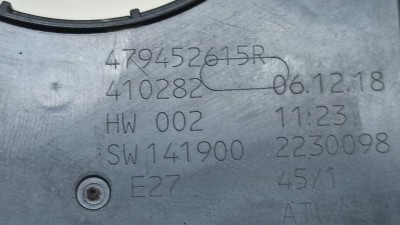 479452615R
410282 06.12.18
HW 002 11:23
SW141900 2230098
E27 45/1